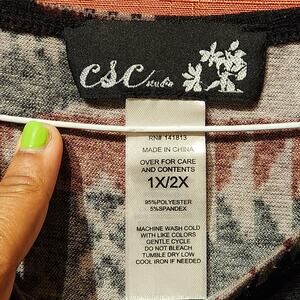 CSC studio
RN# 141813
MADE IN CHINA
OVER FOR CARE
AND CONTENTS
1X/2X
95%POLYESTER
5%SPANDEX
MACHINE WASH COLD
WITH LIKE COLORS
GENTLE CYCLE
DO NOT BLEACH
TUMBLE DRY LOW
COOL IRON IF NEEDED